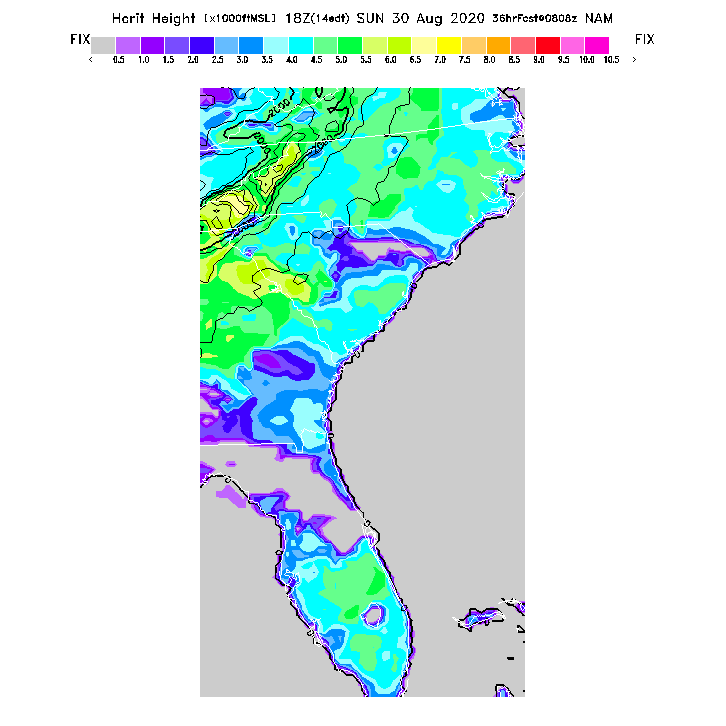 Hcrit Height [x1000ftMSL] 18Z(14edt) SUN 30 Aug 2020 36hrFcst@0808z NAM
FIX FIX
< 0.5 1.0 1.5 2.0 2.5 3.0 3.5 4.0 4.5 5.0 5.5 6.0 6.5 7.0 7.5 8.0 8.5 9.0 9.5 10.0 10.5 >
2000